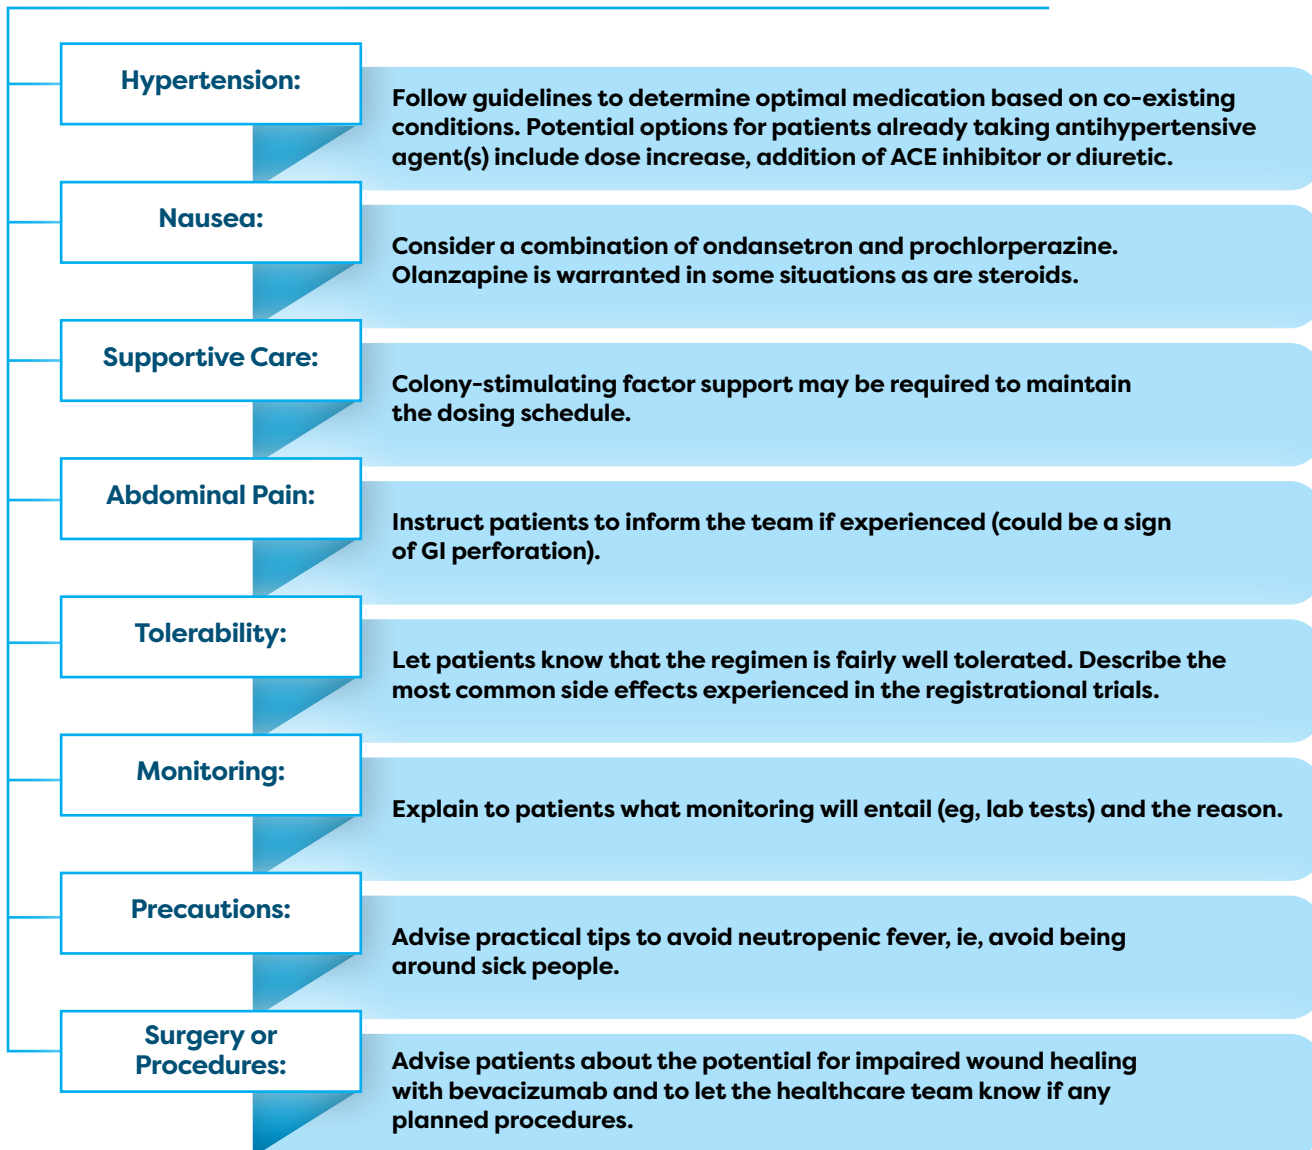 Hypertension:
Follow guidelines to determine optimal medication based on co-existing
conditions. Potential options for patients already taking antihypertensive
agent(s) include dose increase, addition of ACE inhibitor or diuretic.
Nausea:
Consider a combination of ondansetron and prochlorperazine.
Olanzapine is warranted in some situations as are steroids.
Supportive Care:
Colony-stimulating factor support may be required to maintain
the dosing schedule.
Abdominal Pain:
Instruct patients to inform the team if experienced (could be a sign
of GI perforation).
Tolerability:
Let patients know that the regimen is fairly well tolerated. Describe the
most common side effects experienced in the registrational trials.
Monitoring:
Explain to patients what monitoring will entail (eg, lab tests) and the reason.
Precautions:
Advise practical tips to avoid neutropenic fever, ie, avoid being
around sick people.
Surgery or
Procedures:
Advise patients about the potential for impaired wound healing
with bevacizumab and to let the healthcare team know if any
planned procedures.